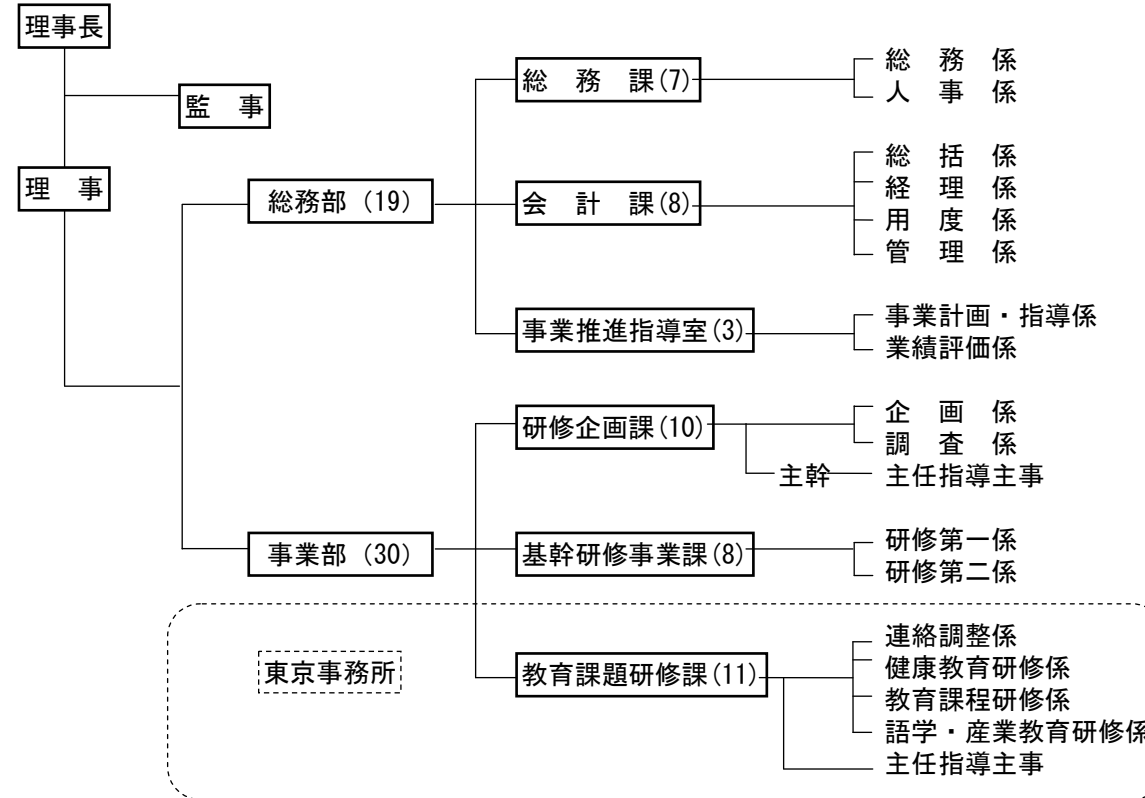 理事長
監　事
理　事
総務部 (19)
総　務　課(7)
総　務　係
人　事　係
会　計　課(8)
総　括　係
経　理　係
用　度　係
管　理　係
事業推進指導室(3)
事業計画・指導係
業績評価係
事業部 (30)
研修企画課(10)
企　画　係
調　査　係
主幹
主任指導主事
基幹研修事業課(8)
研修第一係
研修第二係
東京事務所
教育課題研修課(11)
連絡調整係
健康教育研修係
教育課程研修係
語学・産業教育研修係
主任指導主事